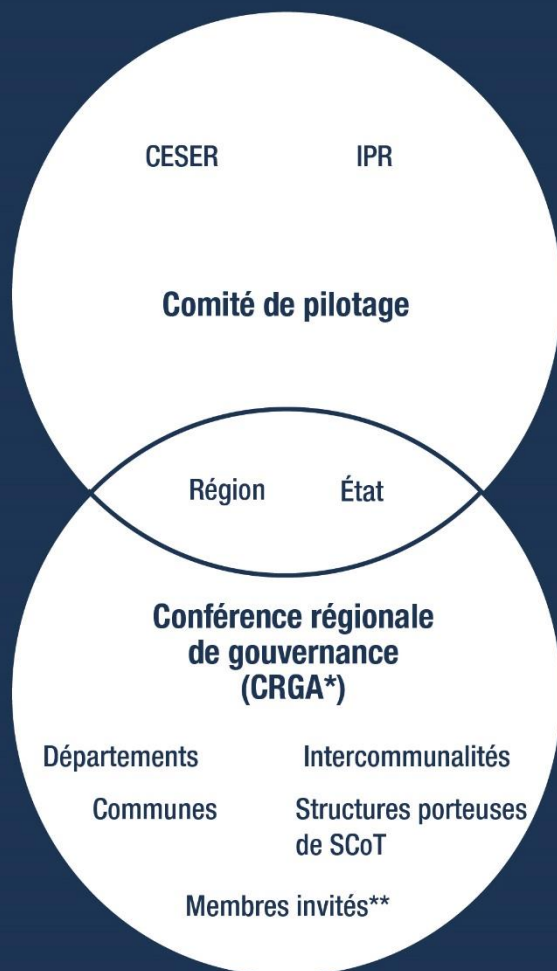 CESER IPR
Comité de pilotage
Région État
Conférence régionale
de gouvernance
(CRGA*)
Départements Intercommunalités
Communes Structures porteuses
de SCoT
Membres invités**